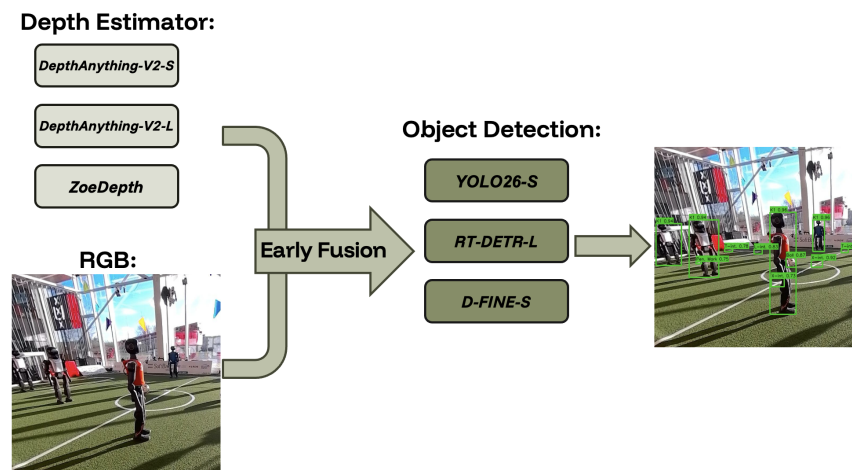 Depth Estimator:
DepthAnything-V2-S
DepthAnything-V2-L
ZoeDepth
RGB:
Early Fusion
Object Detection:
YOLO26-S
RT-DETR-L
D-FINE-S